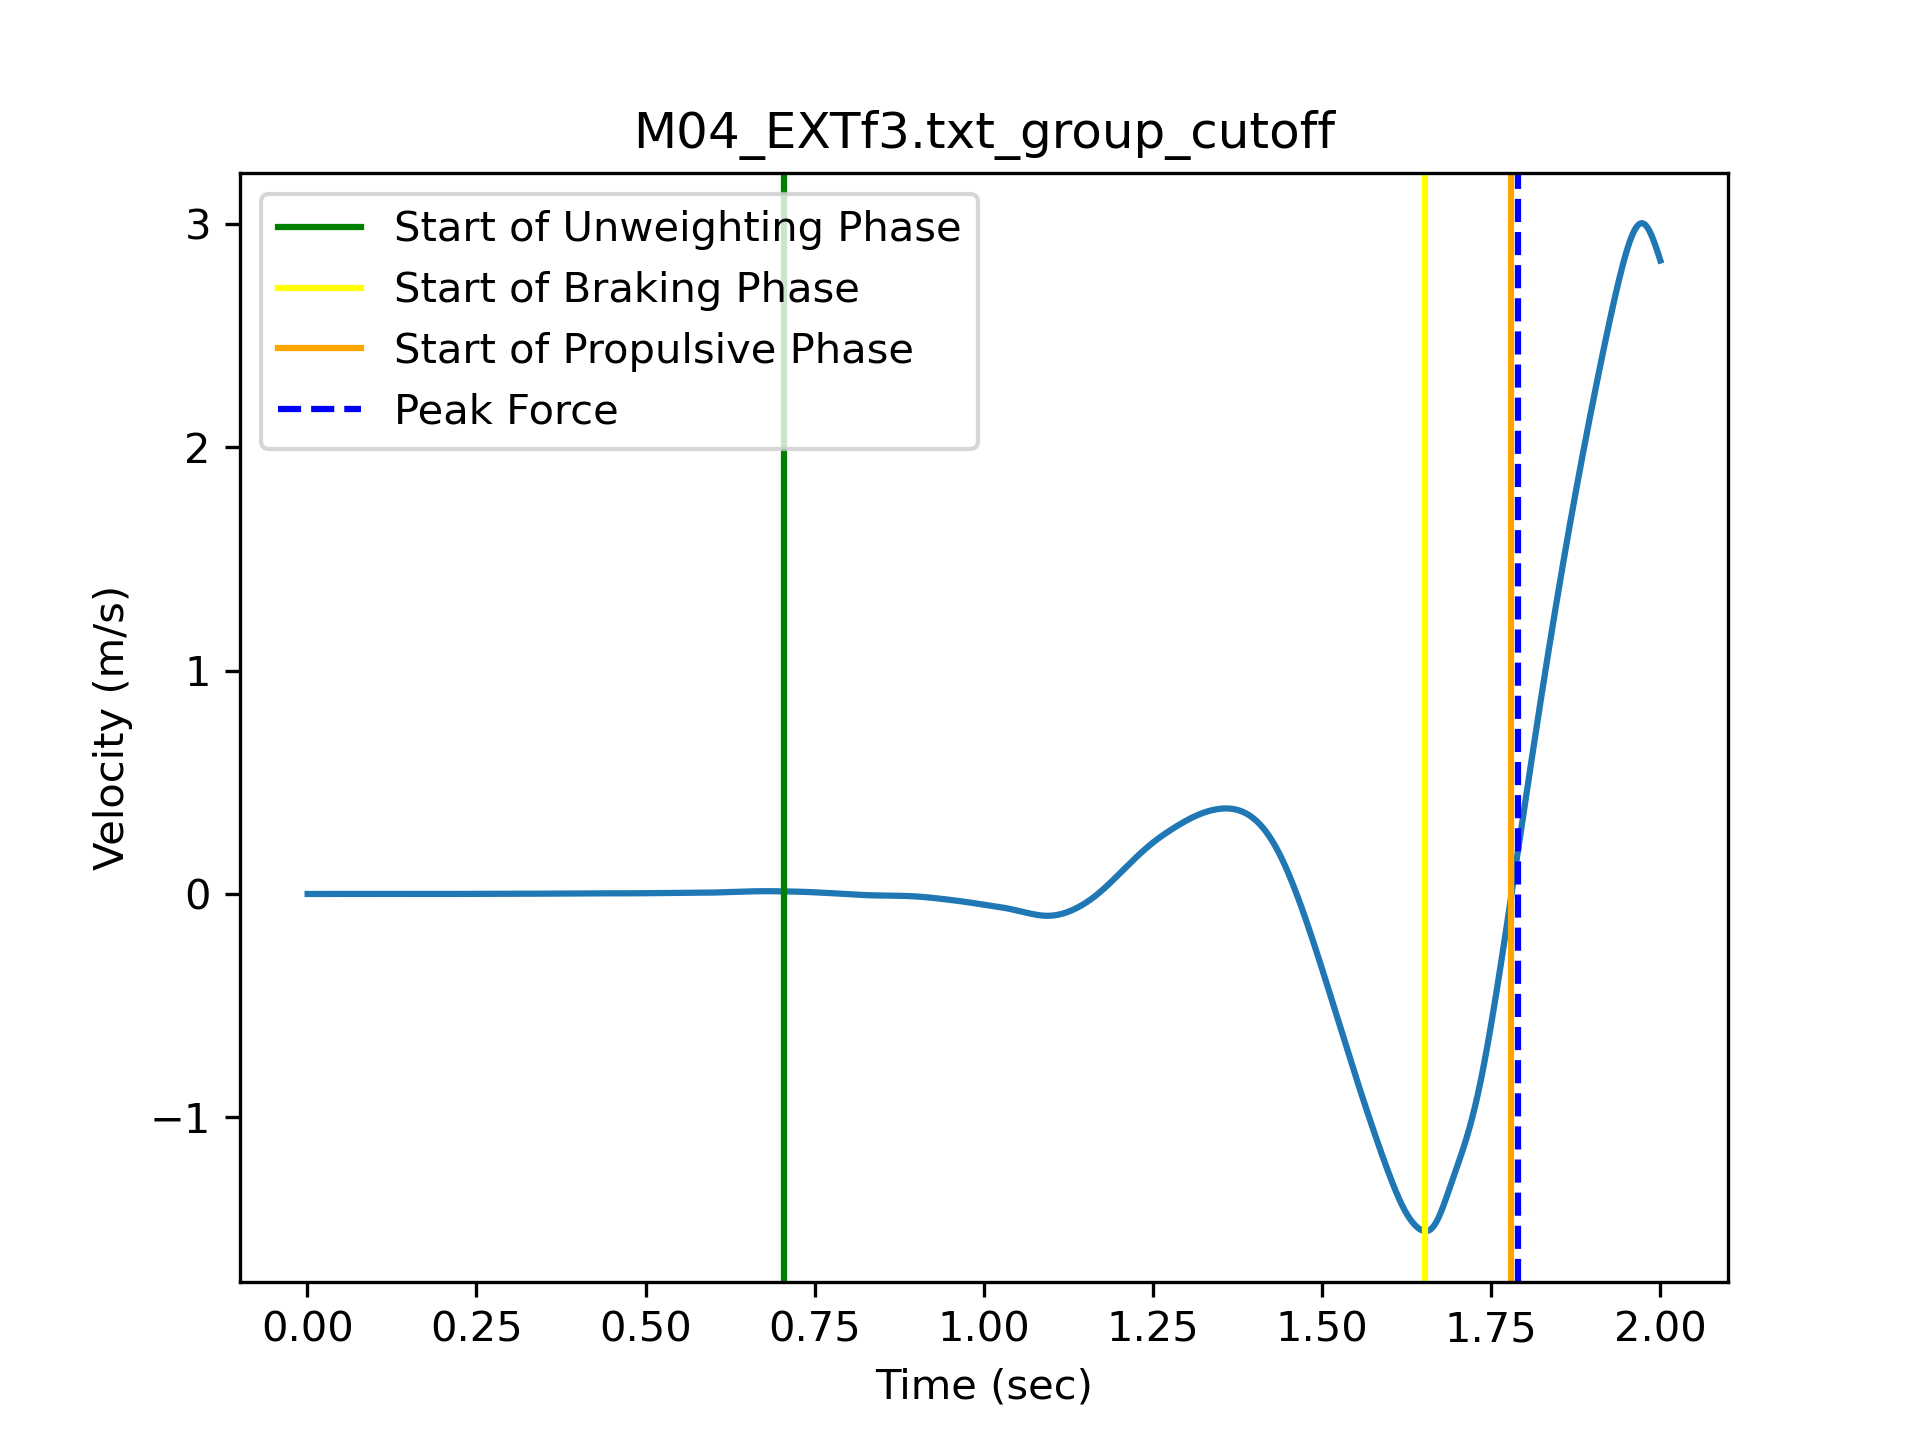 M04_EXTf3.txt_group_cutoff
Start of Unweighting Phase
Start of Braking Phase
Start of Propulsive Phase
Peak Force
3
2
1
0
−1
Velocity (m/s)
0.00 0.25 0.50 0.75 1.00 1.25 1.50 1.75 2.00
Time (sec)